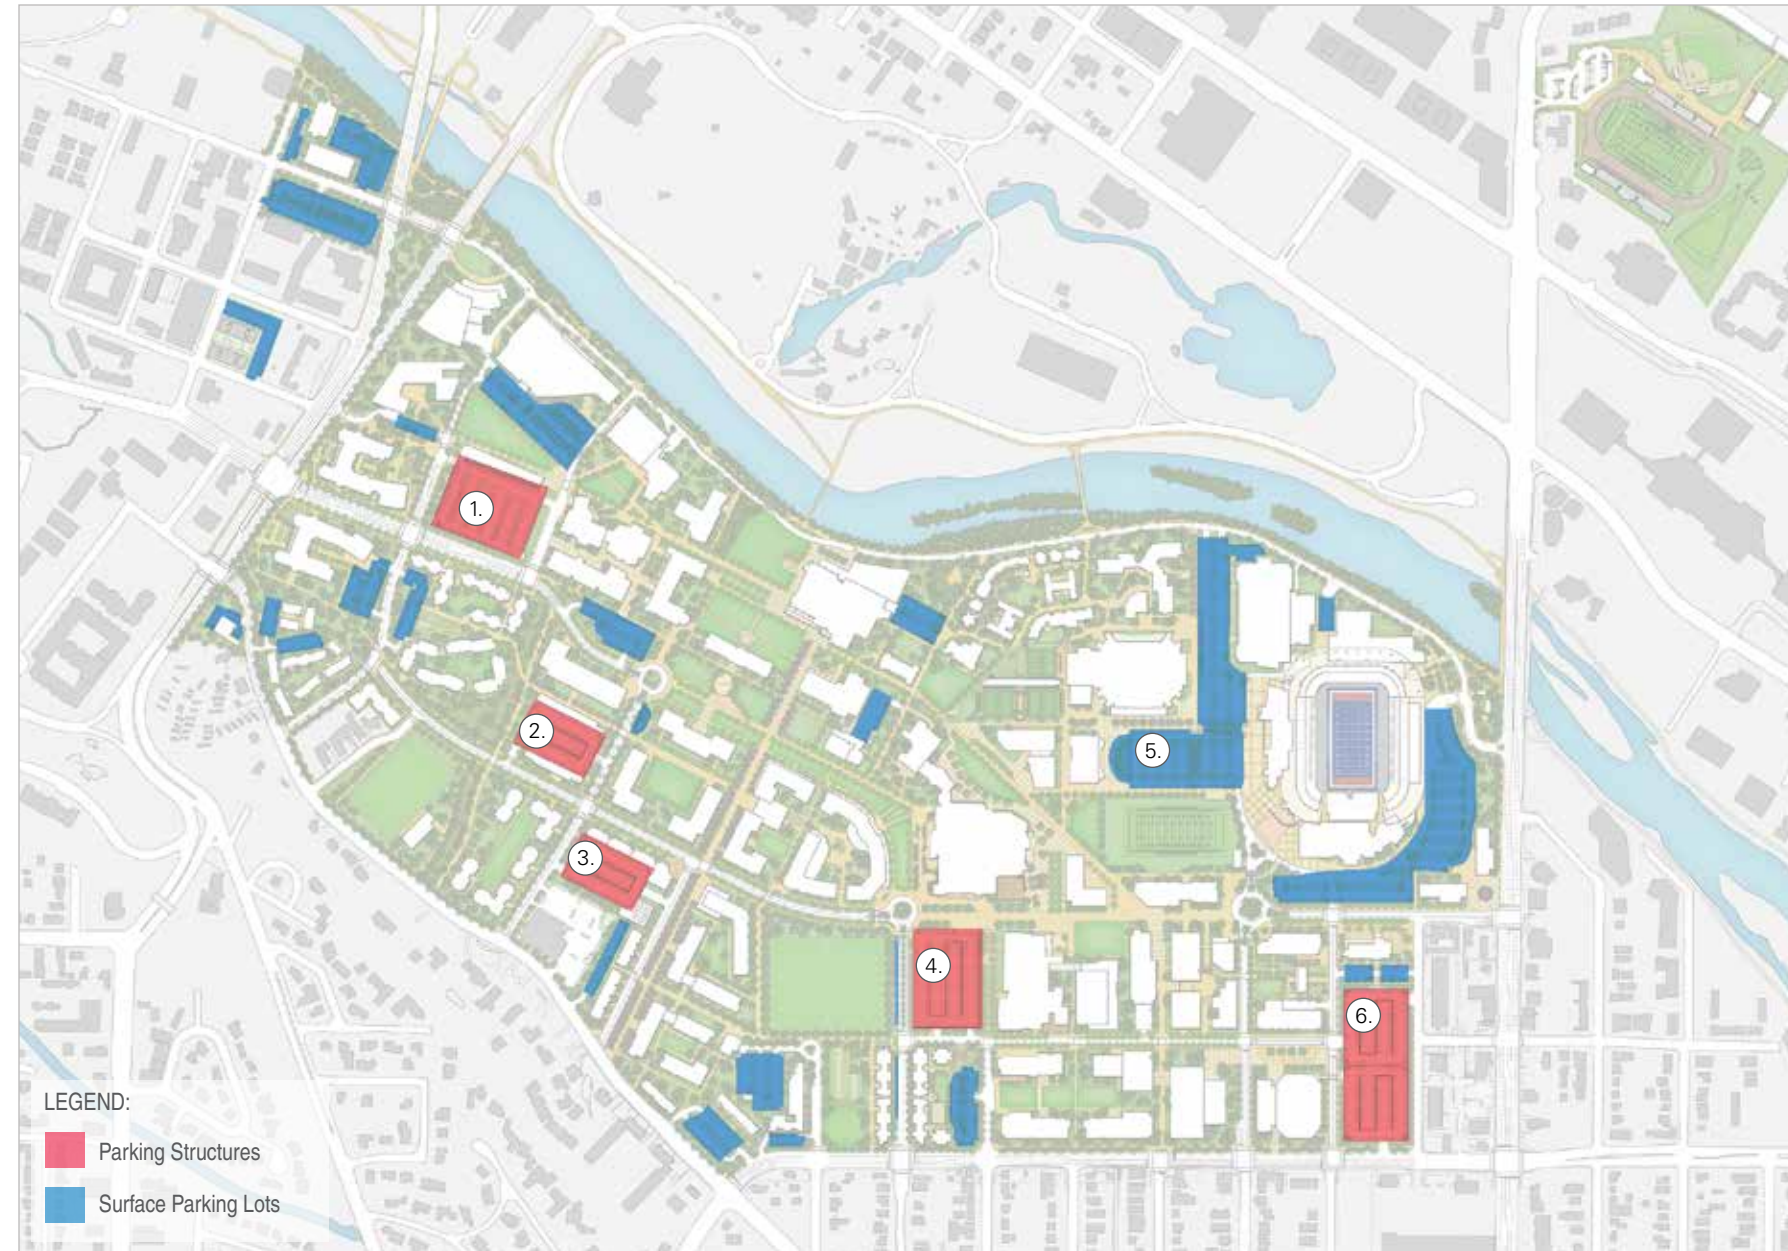 1.
2.
3.
4.
5.
6.
LEGEND:
Parking Structures
Surface Parking Lots